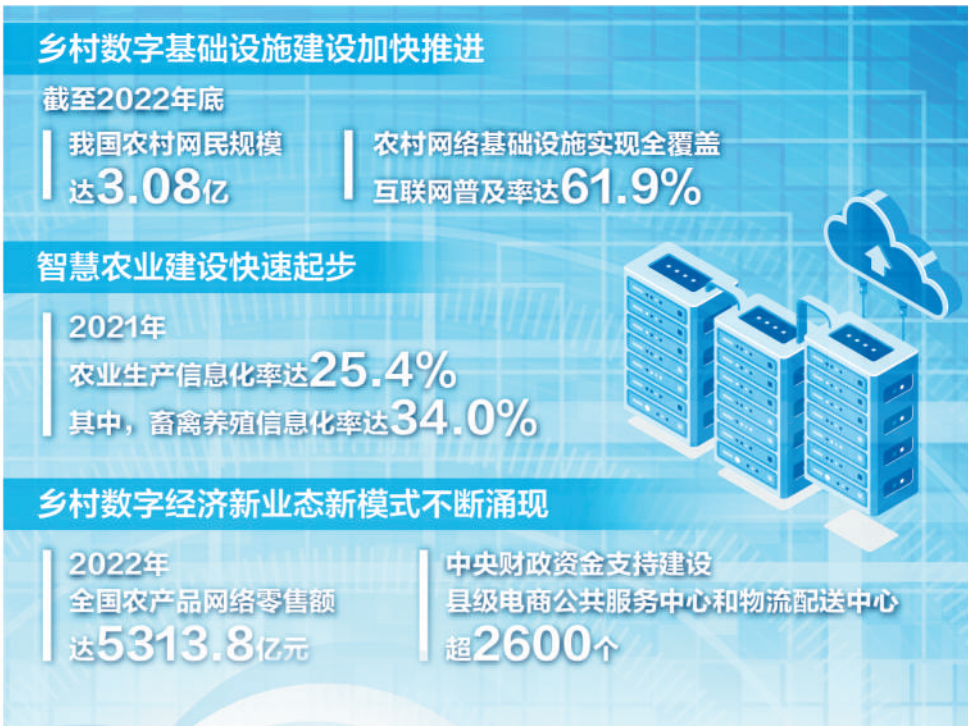 乡村数字基础设施建设加快推进
截至2022年底
我国农村网民规模
达3.08亿
农村网络基础设施实现全覆盖
互联网普及率达61.9%
智慧农业建设快速起步
2021年
农业生产信息化率达25.4%
其中，畜禽养殖信息化率达34.0%
乡村数字经济新业态新模式不断涌现
2022年
全国农产品网络零售额
达5313.8亿元
中央财政资金支持建设
县级电商公共服务中心和物流配送中心
超2600个